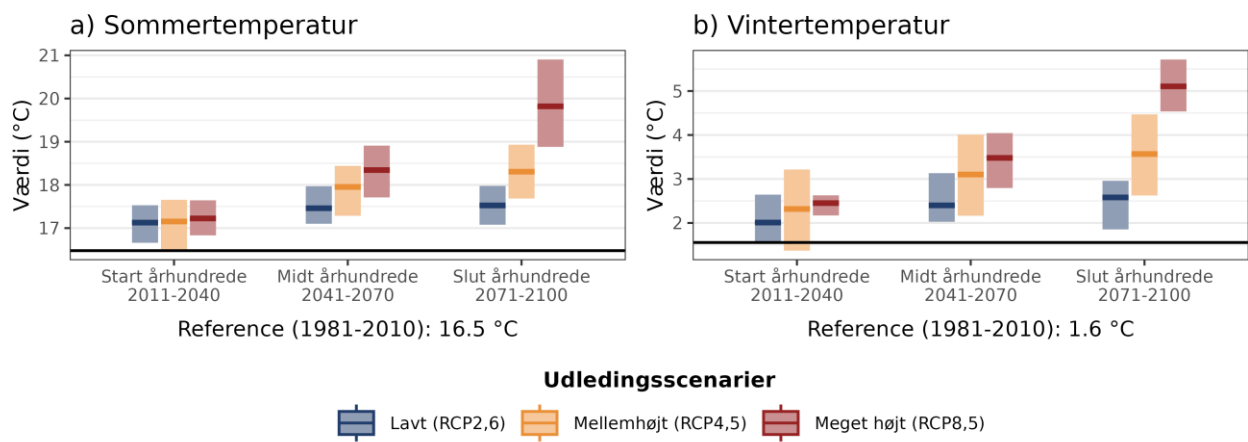 a) Sommertemperatur
Værdi (°C)
21
20
19
18
17
Start århundrede
2011-2040
Midt århundrede
2041-2070
Slut århundrede
2071-2100
Reference (1981-2010): 16.5 °C
b) Vintertemperatur
Værdi (°C)
5
4
3
2
Start århundrede
2011-2040
Midt århundrede
2041-2070
Slut århundrede
2071-2100
Reference (1981-2010): 1.6 °C
Udledingsscenarier
Lavt (RCP2,6)
Mellemhøjt (RCP4,5)
Meget højt (RCP8,5)